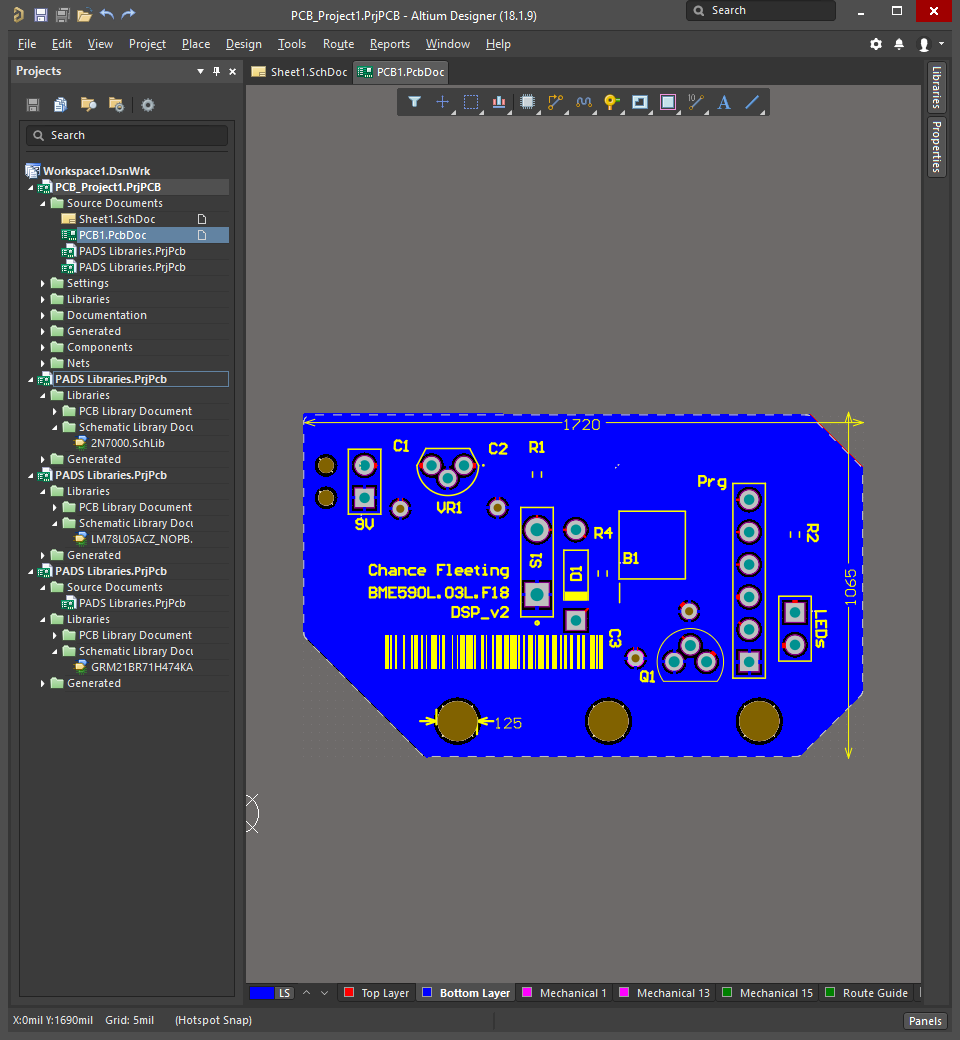 PCB_Project1.PrjPCB - Altium Designer (18.1.9)
Search
File Edit View Project Place Design Tools Route Reports Window Help
Projects
Sheet1.SchDoc
PCB1.PcbDoc
Search
Workspace1.DsnWrk
PCB_Project1.PrjPCB
Source Documents
Sheet1.SchDoc
PCB1.PcbDoc
PADS Libraries.PrjPcb
PADS Libraries.PrjPcb
Settings
Libraries
Documentation
Generated
Components
Nets
PADS Libraries.PrjPcb
Libraries
PCB Library Document
Schematic Library Docu
2N7000.SchLib
Generated
PADS Libraries.PrjPcb
Libraries
PCB Library Document
Schematic Library Docu
LM78L05ACZ_NOPB.
Generated
PADS Libraries.PrjPcb
Source Documents
PADS Libraries.PrjPcb
Libraries
PCB Library Document
Schematic Library Docu
GRM21BR71H474KA
Generated
10
A
1720
C1
C2
R1
9V
VR1
Prg
S1
R4
R2
D1
B1
1065
Chance Fleeting
BME590L.03L.F18
DSP_v2
C3
LEDs
Q1
125
Libraries
Properties
LS
Top Layer
Bottom Layer
Mechanical 1
Mechanical 13
Mechanical 15
Route Guide
X:0mil Y:1690mil Grid: 5mil (Hotspot Snap)
Panels